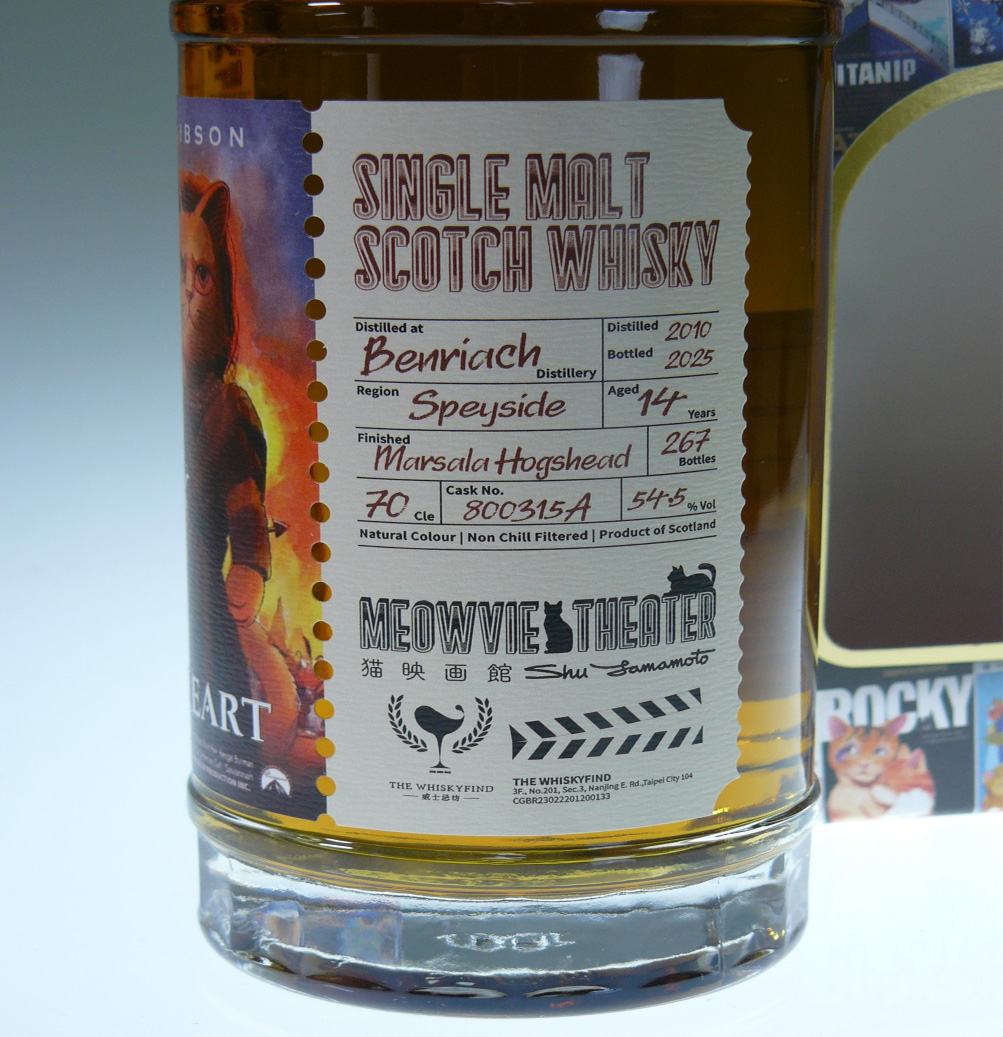 IBSON
EART
SINGLE MALT
SCOTCH WHISKY
Distilled at
Benriach
Distillery
Distilled 2010
Bottled 2025
Region Speyside
Aged 14 Years
Finished
Marsala Hogshead
267
Bottles
70 Cle
Cask No.
800315A
54.5 % Vol
Natural Colour | Non Chill Filtered | Product of Scotland
MEOWVIE THEATER
猫 映 画 館 Shu Yamamoto
THE WHISKYFIND
威士忌坊
THE WHISKYFIND
3F., No.201, Sec.3, Nanjing E. Rd.,Taipei City 104
CGBR23022201200133
ITANIP
ROCKY